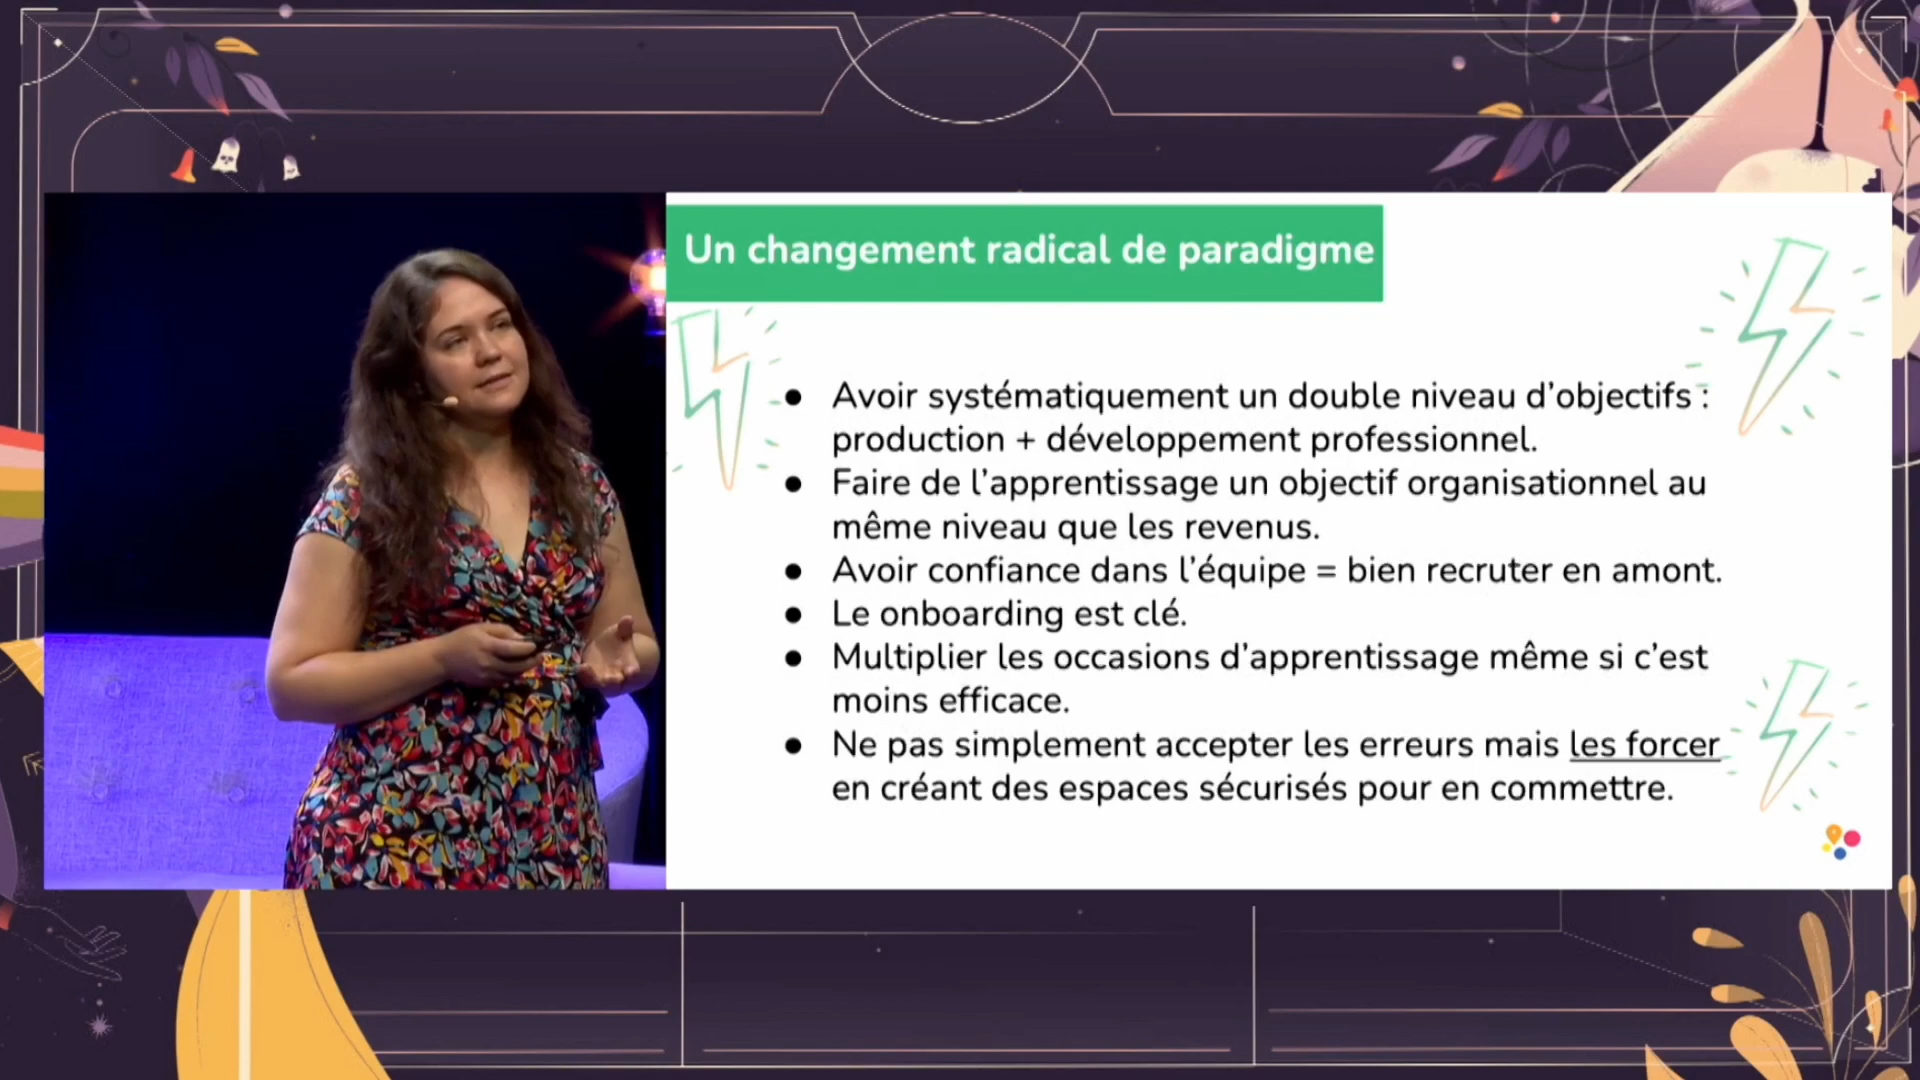 Un changement radical de paradigme
● Avoir systématiquement un double niveau d’objectifs :
production + développement professionnel.
● Faire de l’apprentissage un objectif organisationnel au
même niveau que les revenus.
● Avoir confiance dans l’équipe = bien recruter en amont.
● Le onboarding est clé.
● Multiplier les occasions d’apprentissage même si c’est
moins efficace.
● Ne pas simplement accepter les erreurs mais les forcer
en créant des espaces sécurisés pour en commettre.